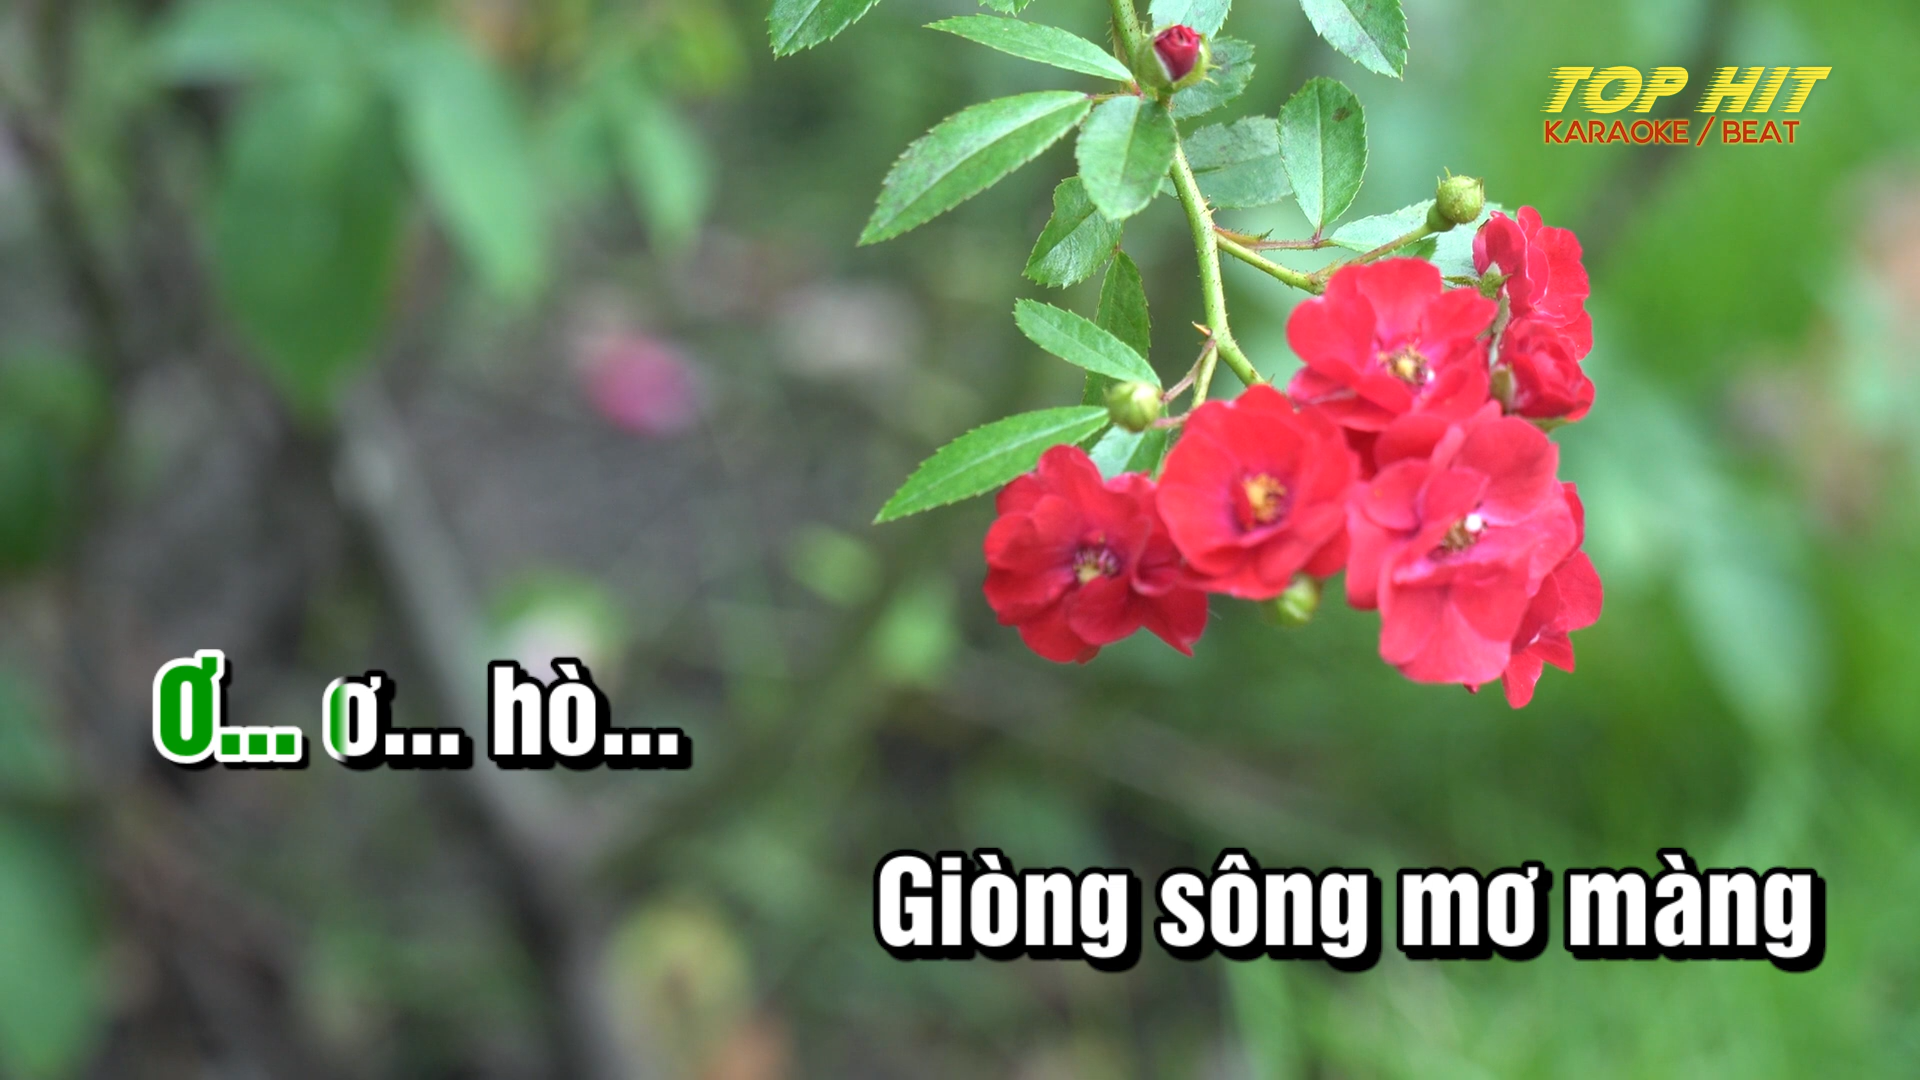 TOP HIT
KARAOKE / BEAT
Ơ... ơ... hò...
Giòng sông mơ màng